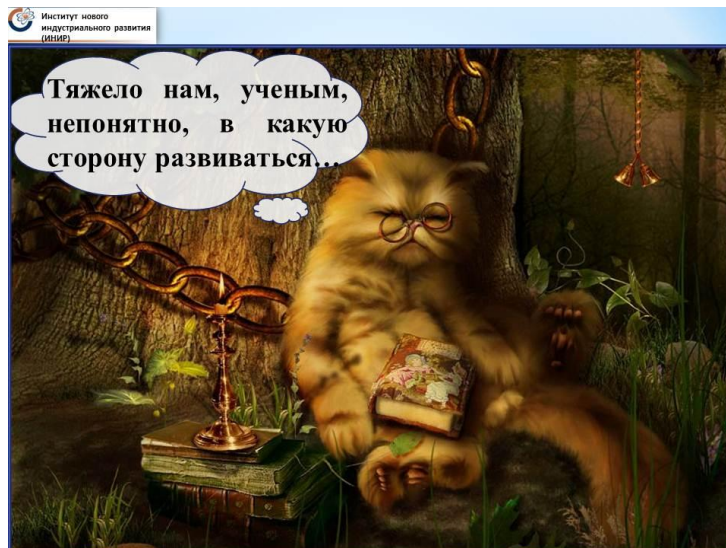 Институт нового
индустриального развития
(ИНИР)
Тяжело нам, ученым,
непонятно, в какую
сторону развиваться…